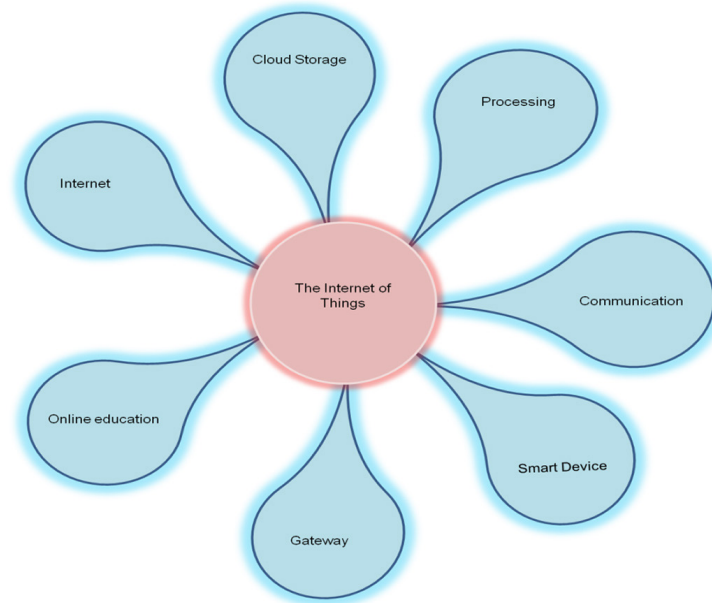 Cloud Storage
Processing
Internet
The Internet of
Things
Communication
Online education
Smart Device
Gateway